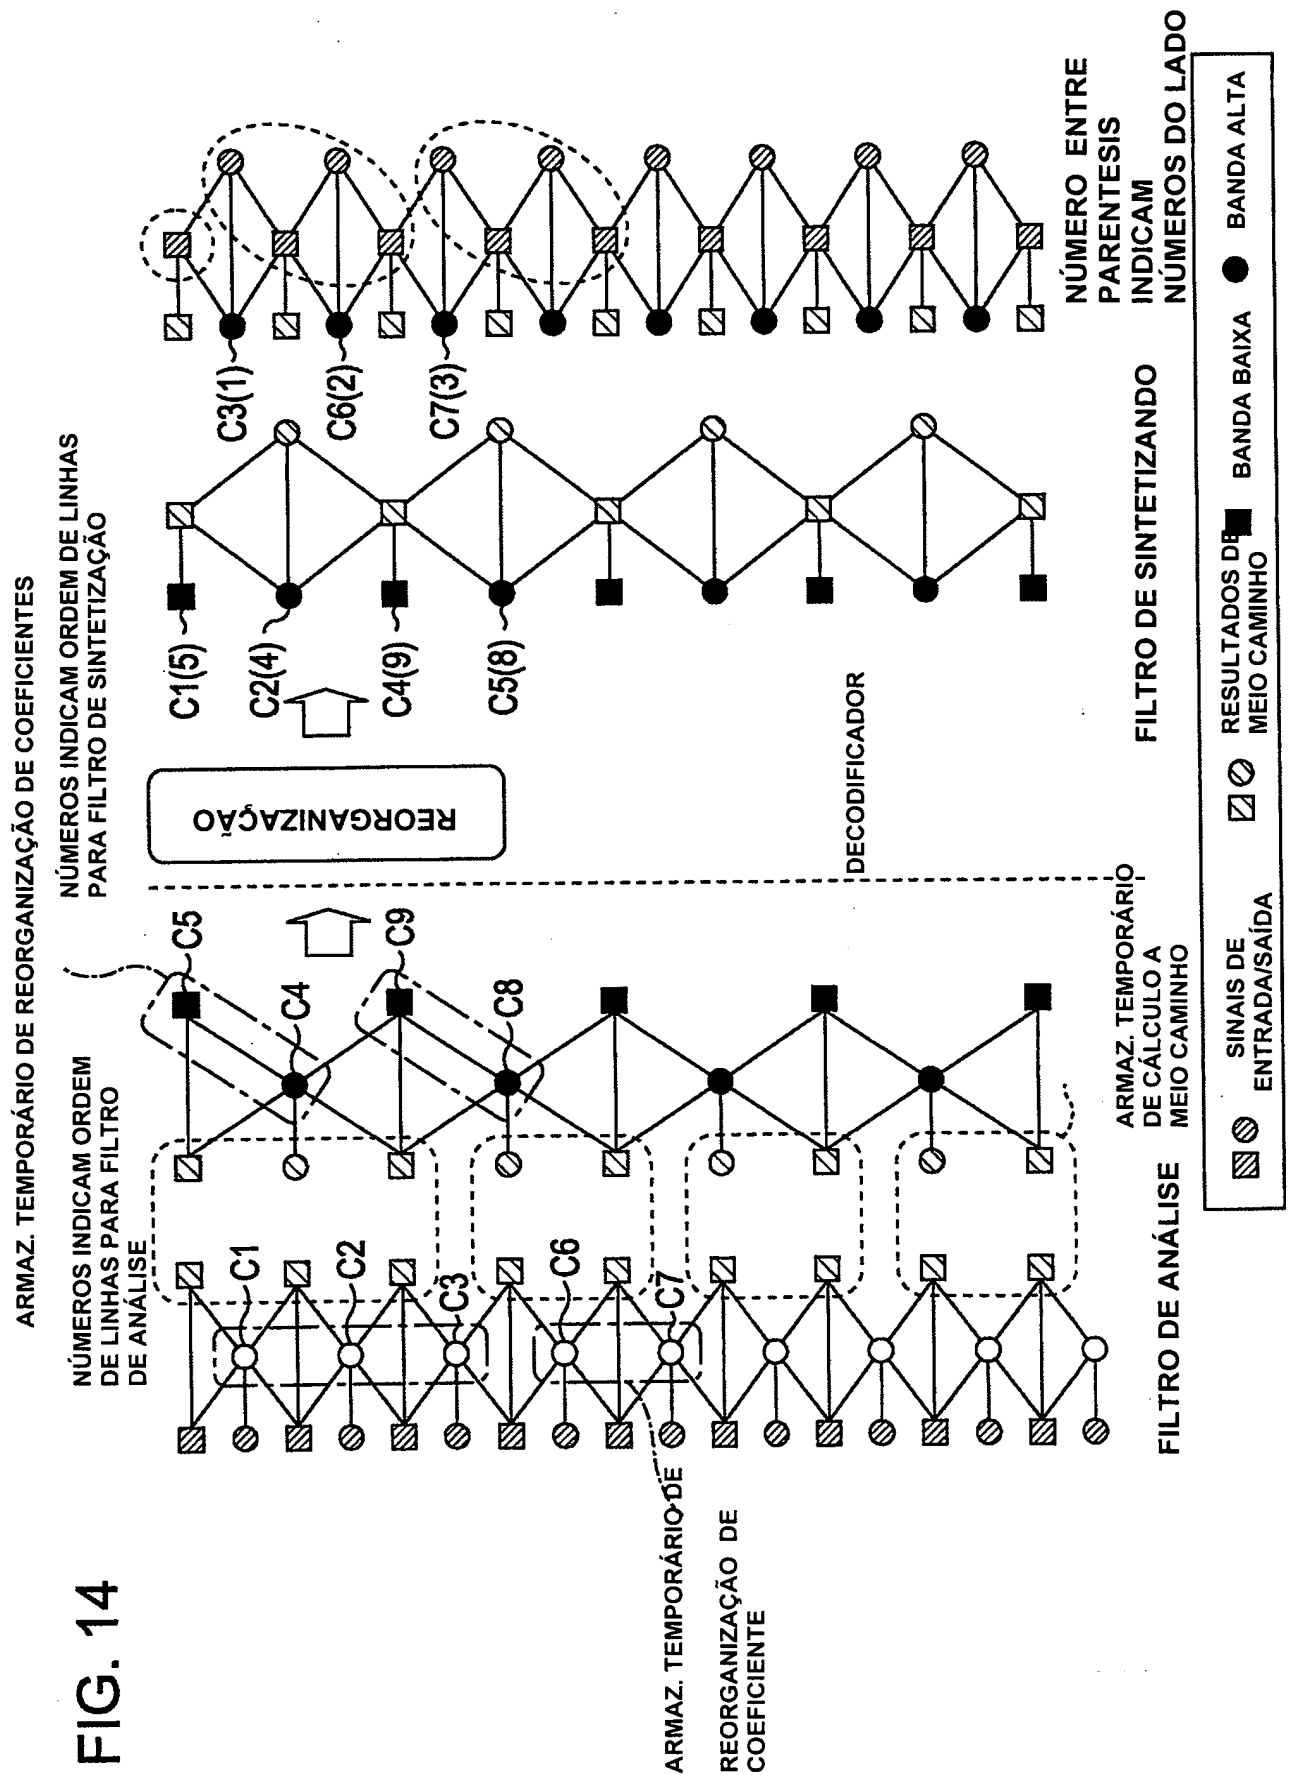 FIG. 14
ARMAZ. TEMPORÁRIO DE REORGANIZAÇÃO DE COEFICIENTES
NÚMEROS INDICAM ORDEM
DE LINHAS PARA FILTRO
DE ANÁLISE
NÚMEROS INDICAM ORDEM DE LINHAS
PARA FILTRO DE SINTETIZAÇÃO
C1
C2
C3
C6
C7
C5
C4
C9
C8
REORGANIZAÇÃO
C1(5)
C2(4)
C4(9)
C5(8)
C3(1)
C6(2)
C7(3)
ARMAZ. TEMPORÁRIO DE
REORGANIZAÇÃO DE
COEFICIENTE
DECODIFICADOR
ARMAZ. TEMPORÁRIO
DE CÁLCULO A
MEIO CAMINHO
FILTRO DE ANÁLISE
FILTRO DE SINTETIZANDO
NÚMERO ENTRE
PARENTESIS
INDICAM
NÚMEROS DO LADO
SINAIS DE
ENTRADA/SAÍDA
RESULTADOS DE
MEIO CAMINHO
BANDA BAIXA
BANDA ALTA